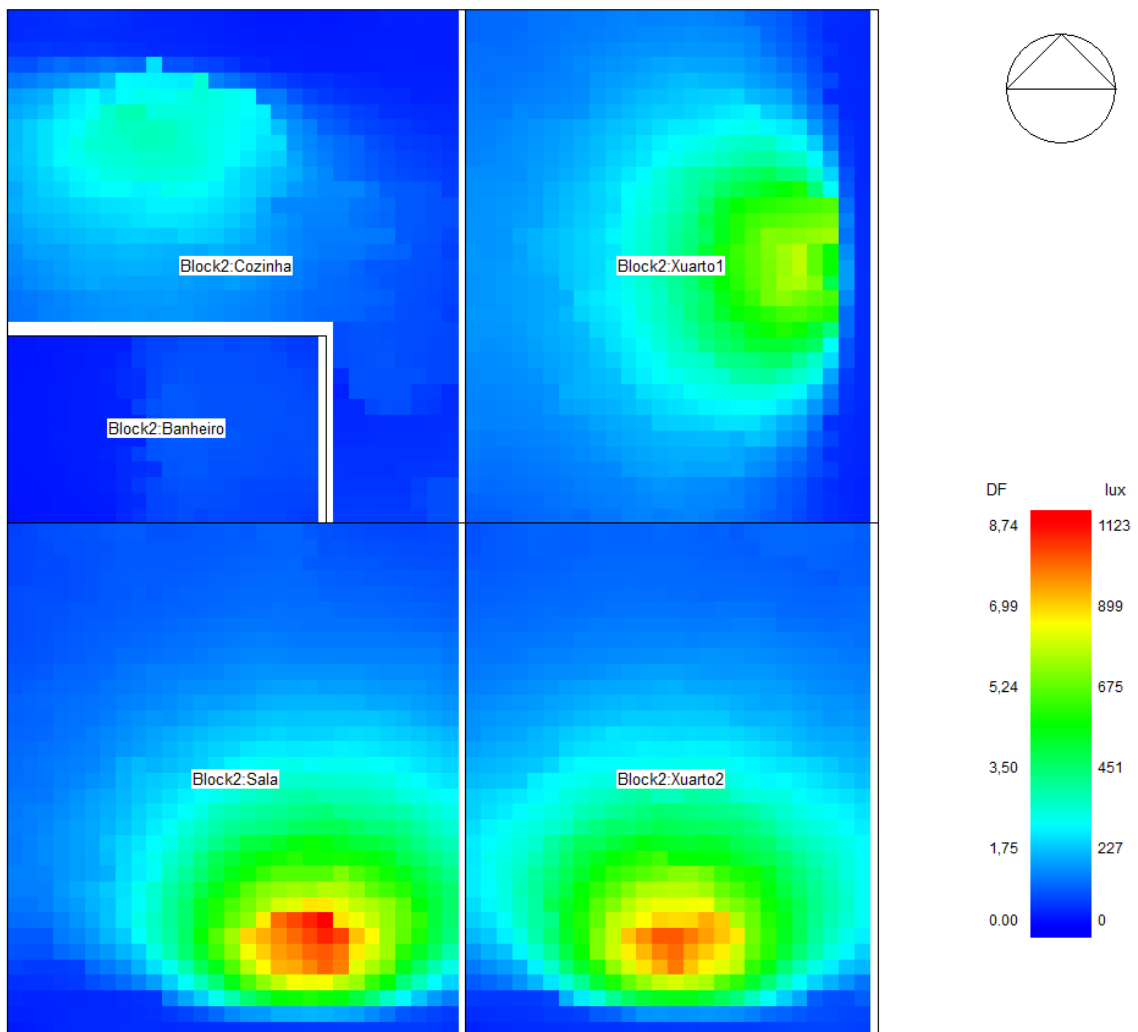 Block2:Cozinha
Block2:Xuarto1
Block2:Banheiro
DF lux
8,74 1123
6,99 899
5,24 675
3,50 451
1,75 227
0.00 0
Block2:Sala
Block2:Xuarto2